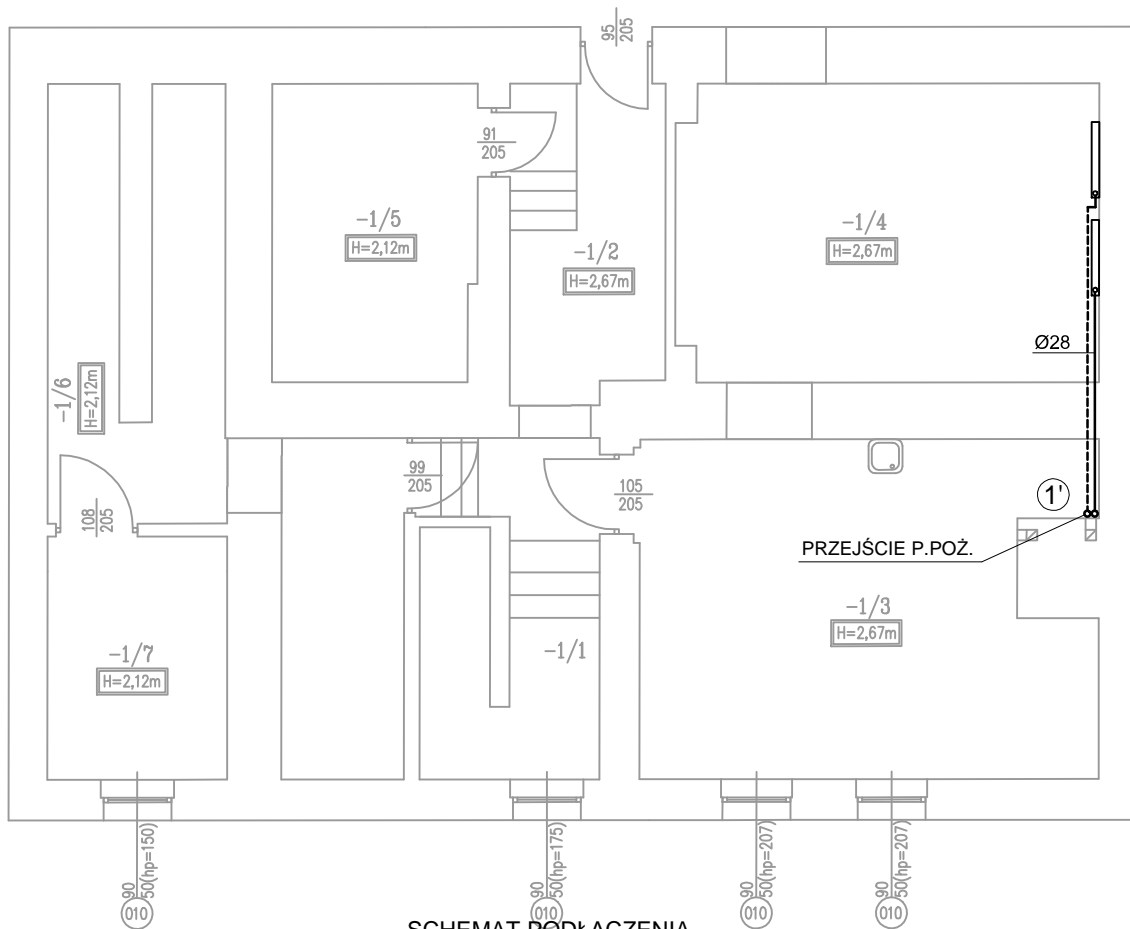 95
205
91
205
-1/5
H=2,12m
-1/2
H=2,67m
-1/4
H=2,67m
Ø28
-1/6
H=2,12m
99
205
105
205
1'
108
205
PRZEJŚCIE P.POŻ.
-1/3
H=2,67m
-1/7
H=2,12m
-1/1
90
50(hp=150)
010
90
50(hp=175)
010
90
50(hp=207)
010
90
50(hp=207)
010
SCHEMAT PODŁĄCZENIA